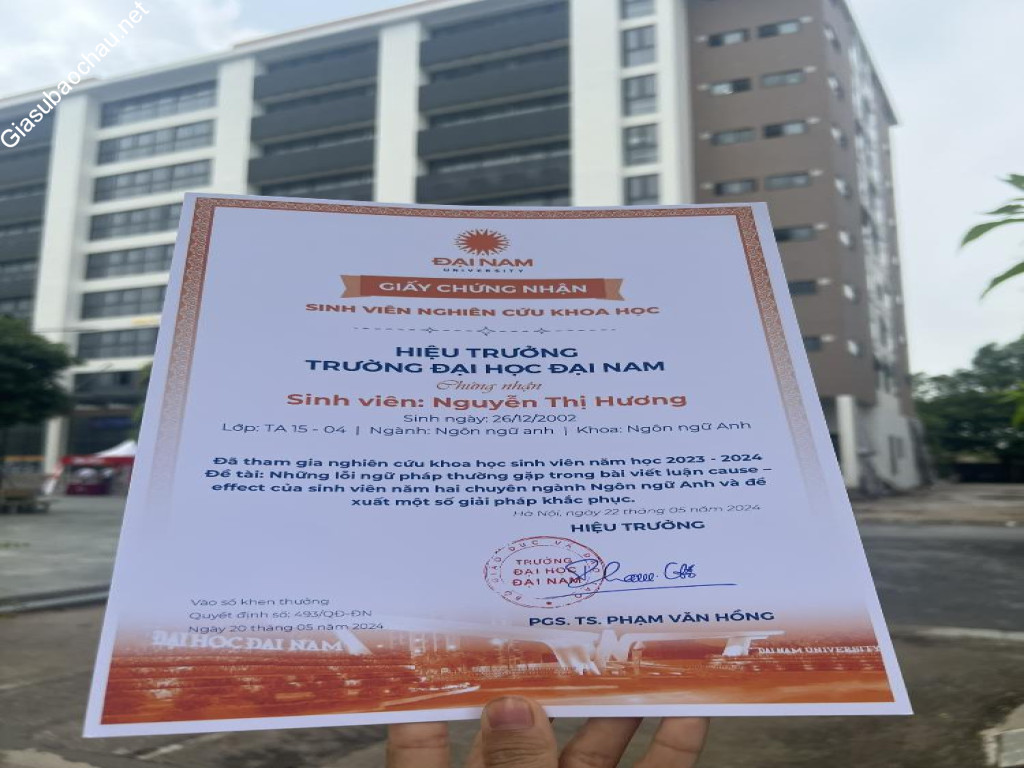 Giasubaochau.net
ĐẠI NAM
UNIVERSITY
GIẤY CHỨNG NHẬN
SINH VIÊN NGHIÊN CỨU KHOA HỌC
HIỆU TRƯỞNG
TRƯỜNG ĐẠI HỌC ĐẠI NAM
Chứng nhận
Sinh viên: Nguyễn Thị Hương
Sinh ngày: 26/12/2002
Lớp: TA 15 - 04 | Ngành: Ngôn ngữ anh | Khoa: Ngôn ngữ Anh
Đã tham gia nghiên cứu khoa học sinh viên năm học 2023 - 2024
Đề tài: Những lỗi ngữ pháp thường gặp trong bài viết luận cause –
effect của sinh viên năm hai chuyên ngành Ngôn ngữ Anh và đề
xuất một số giải pháp khắc phục.
Hà Nội, ngày 22 tháng 05 năm 2024
HIỆU TRƯỞNG
BỘ GIÁO DỤC VÀ ĐÀO TẠO
TRƯỜNG
ĐẠI HỌC
ĐẠI NAM
PGS. TS. PHẠM VĂN HỒNG
Vào sổ khen thưởng
Quyết định số: 493/QĐ-ĐN
Ngày 20 tháng 05 năm 2024
ĐẠI HỌC ĐẠI NAM
DAI NAM UNIVERSITY